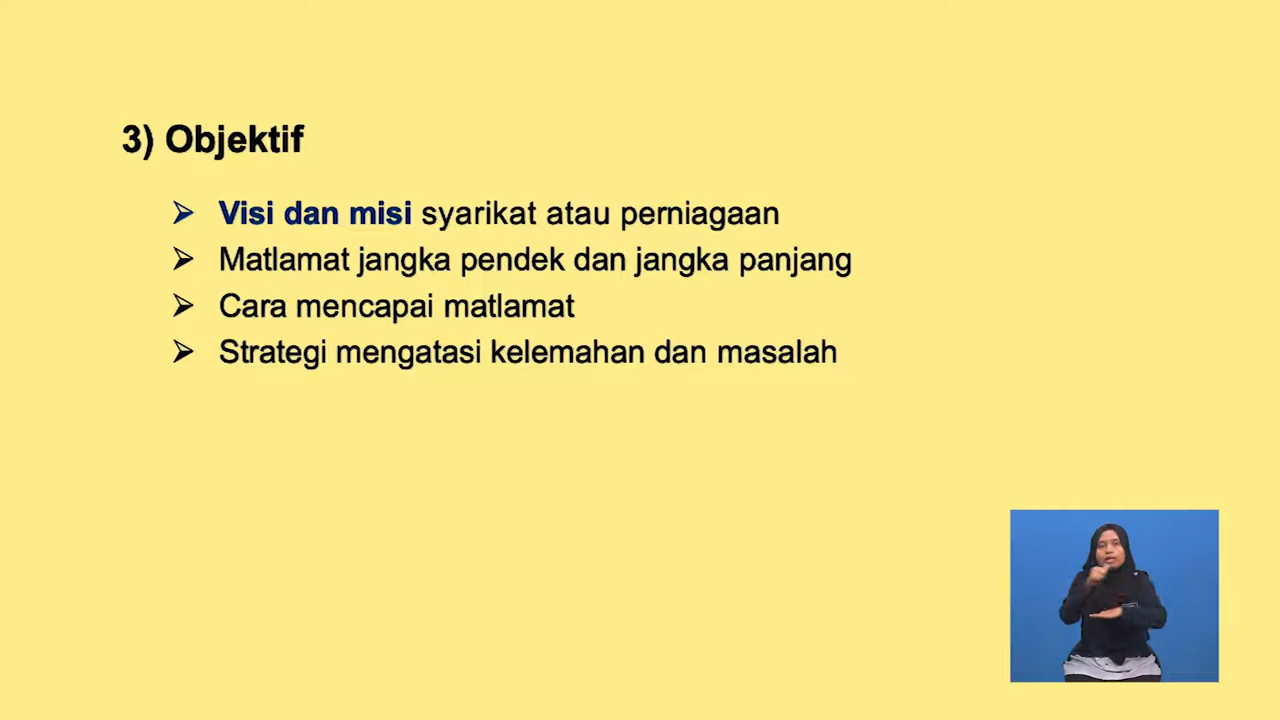 3) Objektif
Visi dan misi syarikat atau perniagaan
Matlamat jangka pendek dan jangka panjang
Cara mencapai matlamat
Strategi mengatasi kelemahan dan masalah